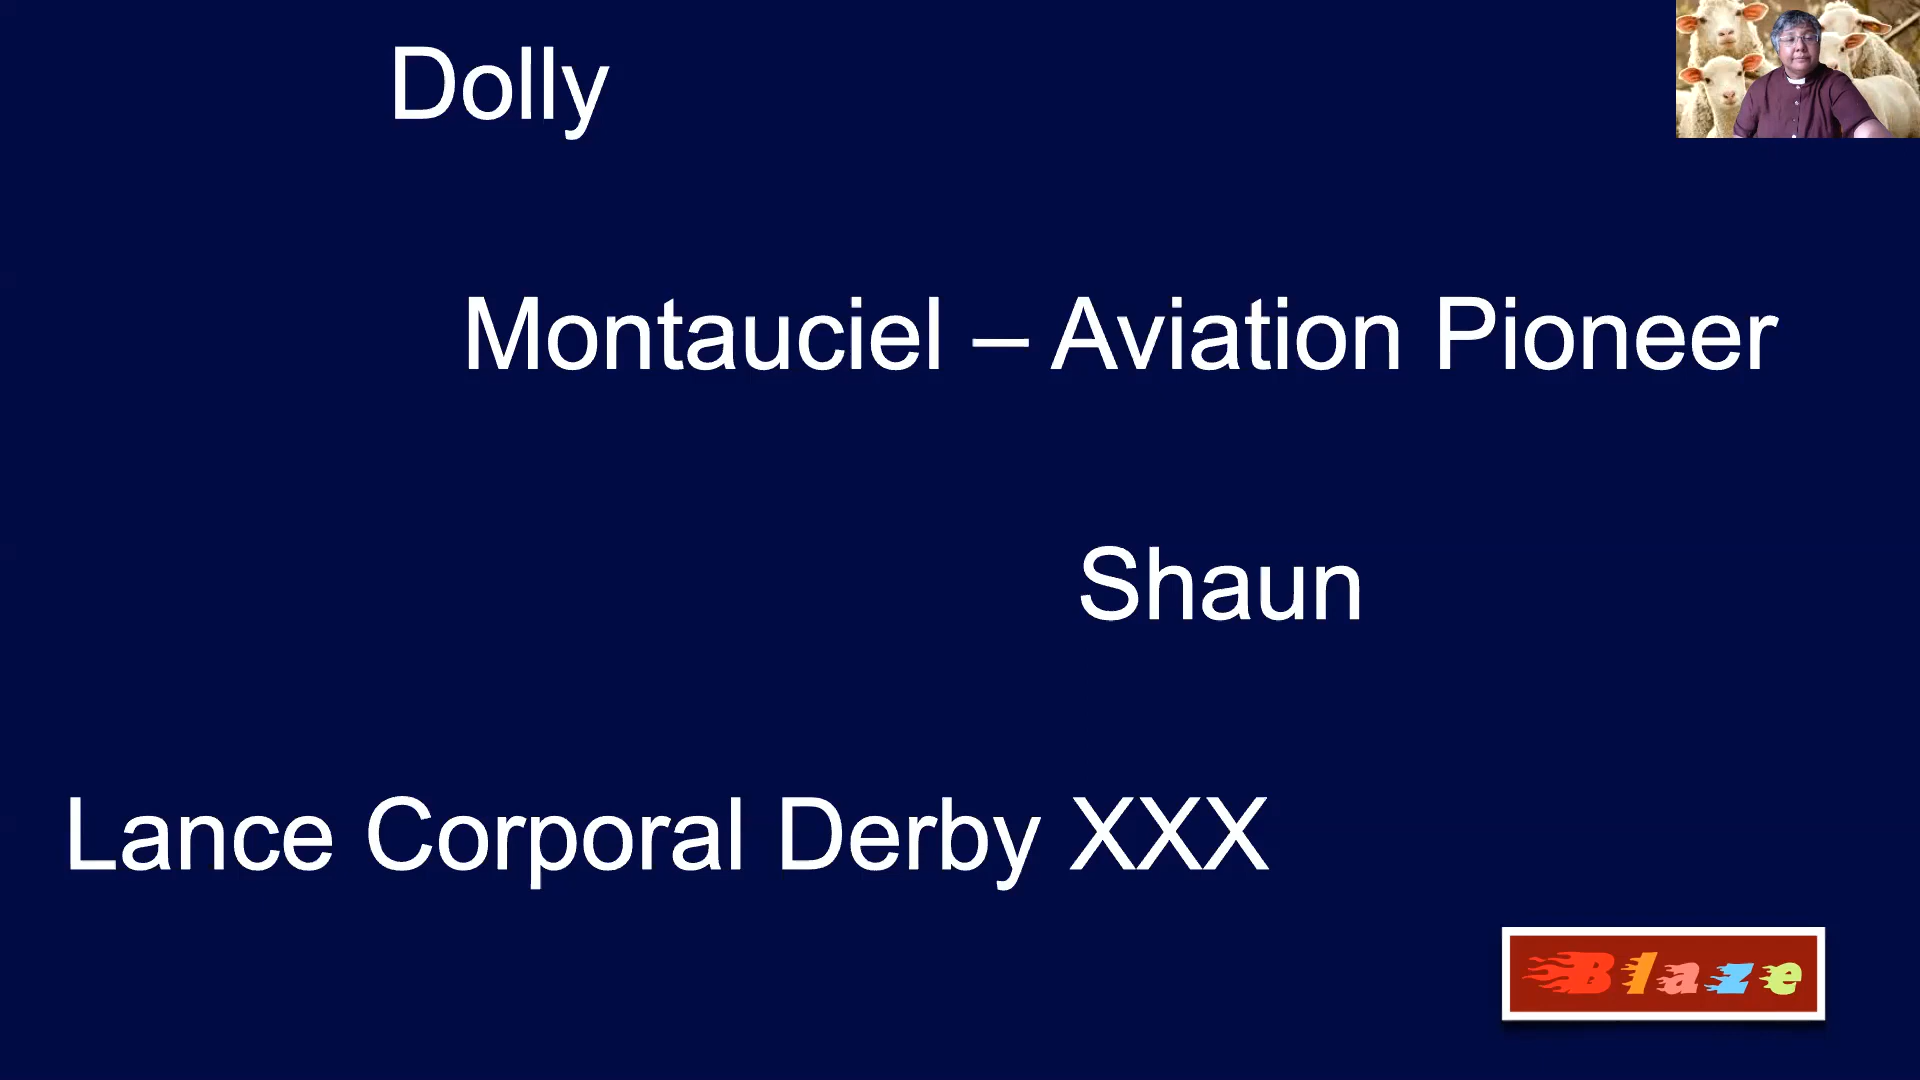 Dolly
Montauciel – Aviation Pioneer
Shaun
Lance Corporal Derby XXX
Blaze